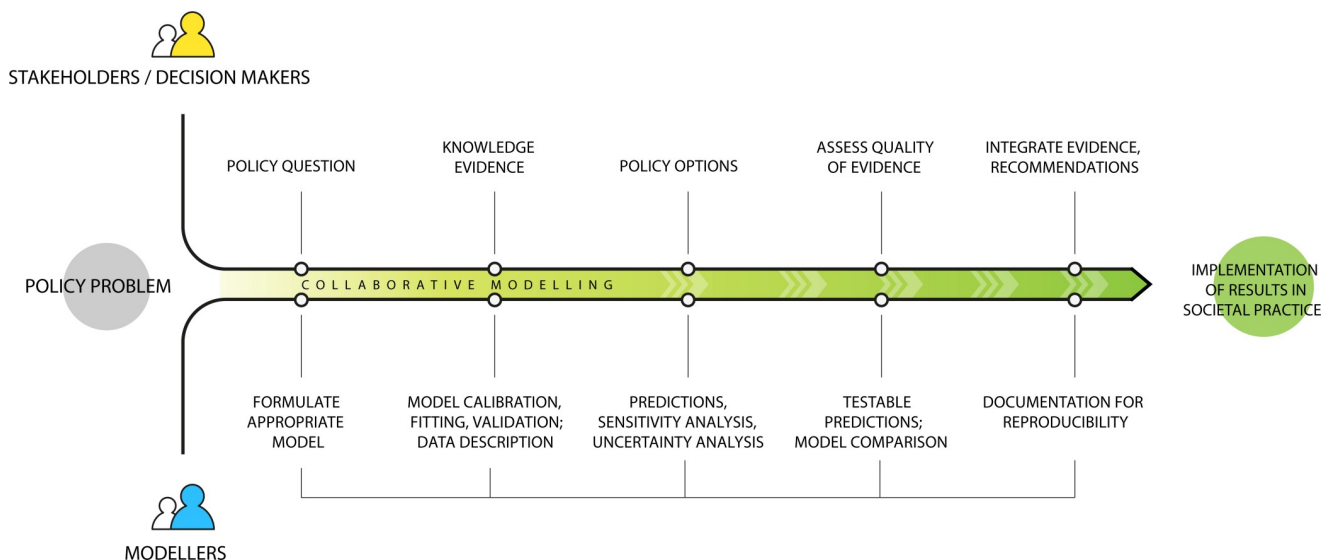 STAKEHOLDERS / DECISION MAKERS
POLICY QUESTION
KNOWLEDGE
EVIDENCE
POLICY OPTIONS
ASSESS QUALITY
OF EVIDENCE
INTEGRATE EVIDENCE,
RECOMMENDATIONS
POLICY PROBLEM
COLLABORATIVE MODELLING
IMPLEMENTATION
OF RESULTS IN
SOCIETAL PRACTICE
FORMULATE
APPROPRIATE
MODEL
MODEL CALIBRATION,
FITTING, VALIDATION;
DATA DESCRIPTION
PREDICTIONS,
SENSITIVITY ANALYSIS,
UNCERTAINTY ANALYSIS
TESTABLE
PREDICTIONS;
MODEL COMPARISON
DOCUMENTATION FOR
REPRODUCIBILITY
MODELLERS